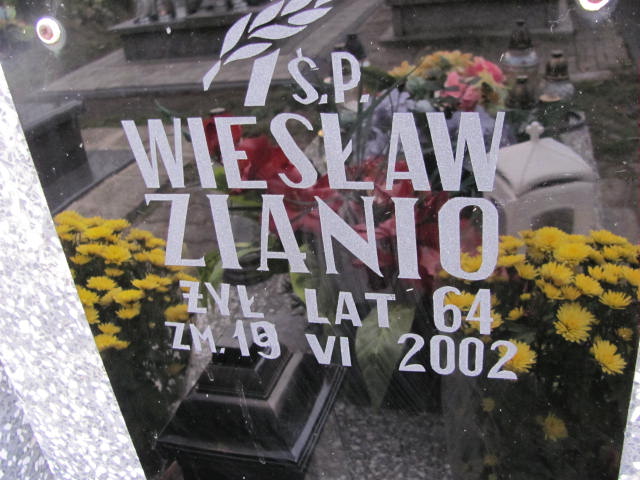 Ś.P.
WIESŁAW
ZIANIO
ŻYŁ LAT 64
ZM. 19 VI 2002